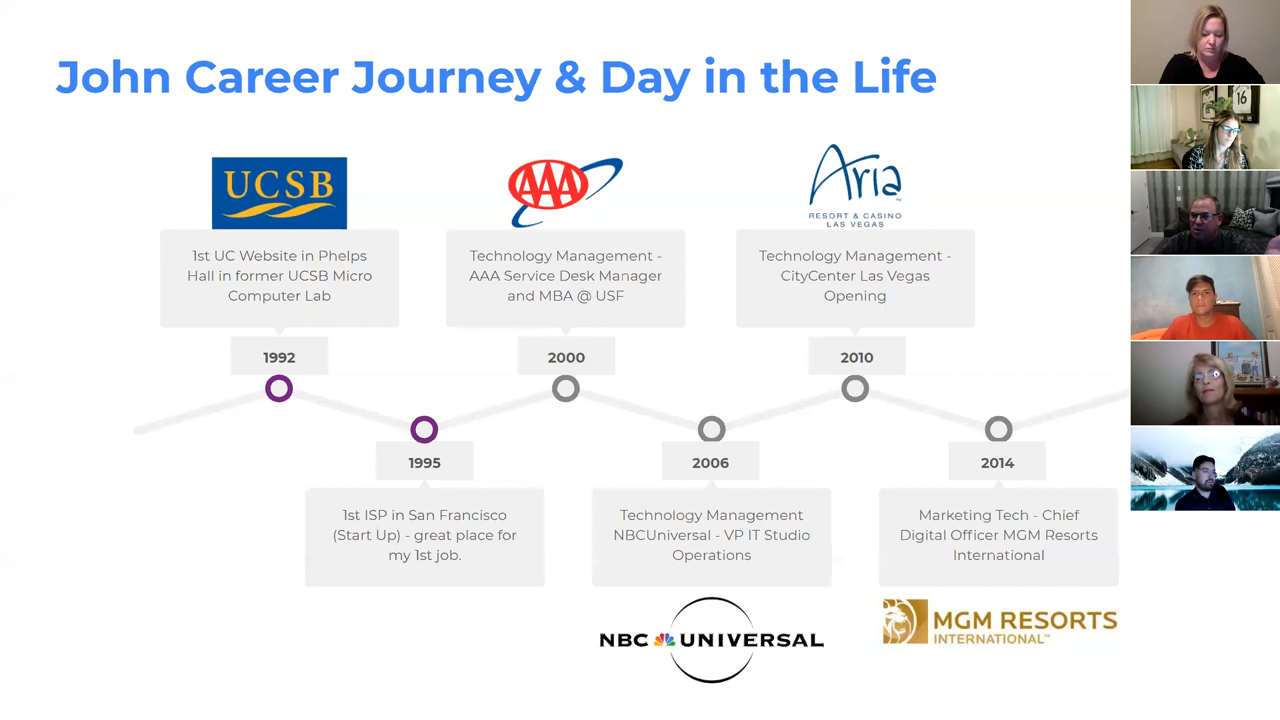 John Career Journey & Day in the Life
UCSB
1st UC Website in Phelps
Hall in former UCSB Micro
Computer Lab
1992
1995
1st ISP in San Francisco
(Start Up) - great place for
my 1st job.
AAA
Technology Management -
AAA Service Desk Manager
and MBA @ USF
2000
2006
Technology Management
NBCUniversal - VP IT Studio
Operations
NBC UNIVERSAL
Aria
RESORT & CASINO
LAS VEGAS
Technology Management -
CityCenter Las Vegas
Opening
2010
2014
Marketing Tech - Chief
Digital Officer MGM Resorts
International
MGM RESORTS
INTERNATIONAL™
16